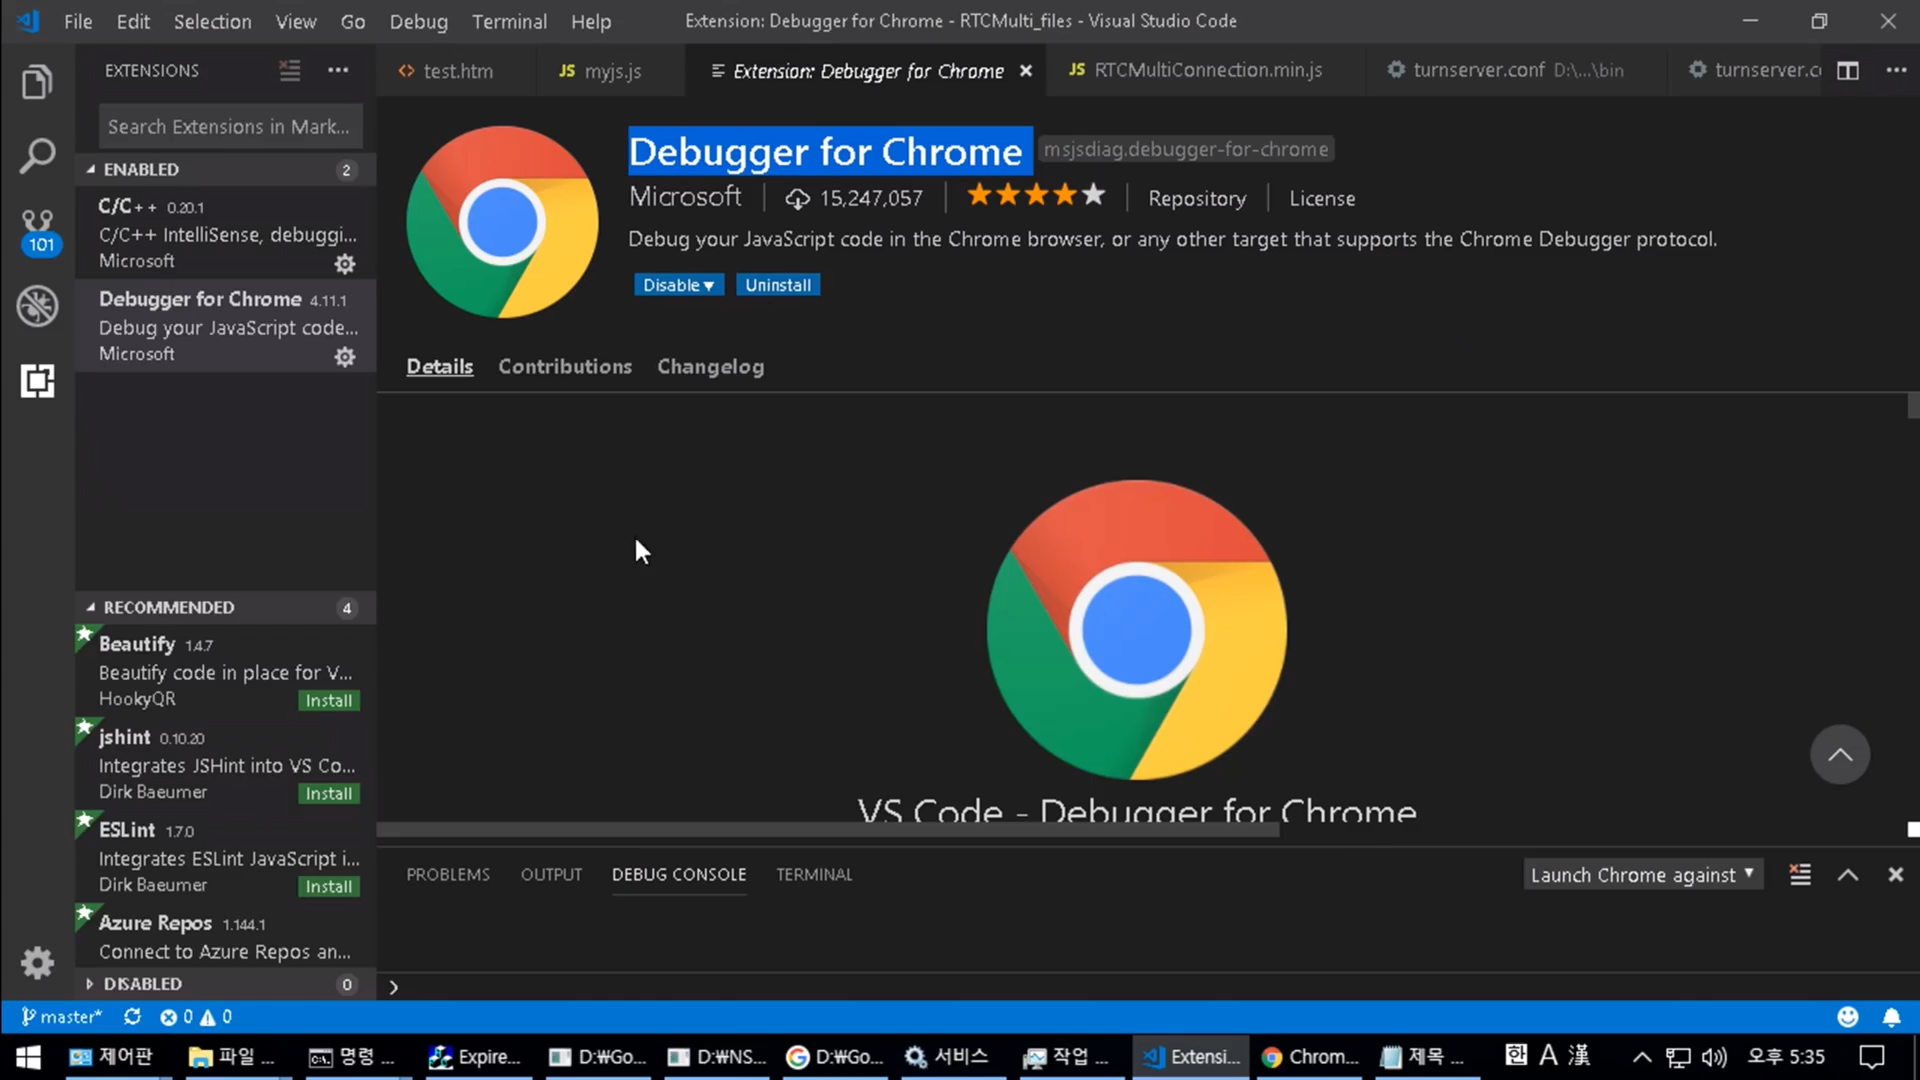 File Edit Selection View Go Debug Terminal Help
Extension: Debugger for Chrome - RTCMulti_files - Visual Studio Code
EXTENSIONS
test.htm
JS myjs.js
Extension: Debugger for Chrome
JS RTCMultiConnection.min.js
turnserver.conf D:\...\bin
turnserver.c
Search Extensions in Mark...
ENABLED 2
C/C++ 0.20.1
C/C++ IntelliSense, debuggi...
Microsoft
Debugger for Chrome 4.11.1
Debug your JavaScript code...
Microsoft
101
Debugger for Chrome msjsdiag.debugger-for-chrome
Microsoft 15,247,057 Repository License
Debug your JavaScript code in the Chrome browser, or any other target that supports the Chrome Debugger protocol.
Disable Uninstall
Details Contributions Changelog
VS Code - Debugger for Chrome
RECOMMENDED 4
Beautify 1.4.7
Beautify code in place for V...
HookyQR Install
jshint 0.10.20
Integrates JSHint into VS Co...
Dirk Baeumer Install
ESLint 1.7.0
Integrates ESLint JavaScript i...
Dirk Baeumer Install
Azure Repos 1.144.1
Connect to Azure Repos an...
DISABLED 0
PROBLEMS OUTPUT DEBUG CONSOLE TERMINAL
Launch Chrome against
master* 0 0
제어판 파일 ... 명령 ... Expire... D:₩Go... D:₩NS... D:₩Go... 서비스 작업 ... Extensi... Chrom... 제목 ... 한 A 漢 오후 5:35